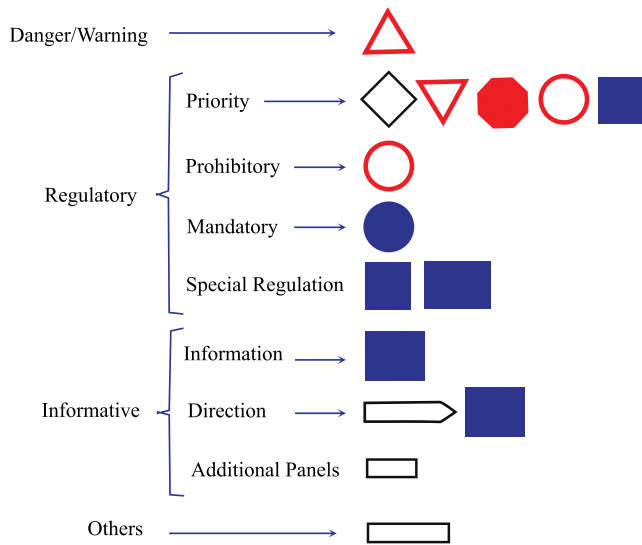 Danger/Warning
Priority
Prohibitory
Regulatory
Mandatory
Special Regulation
Information
Informative
Direction
Additional Panels
Others